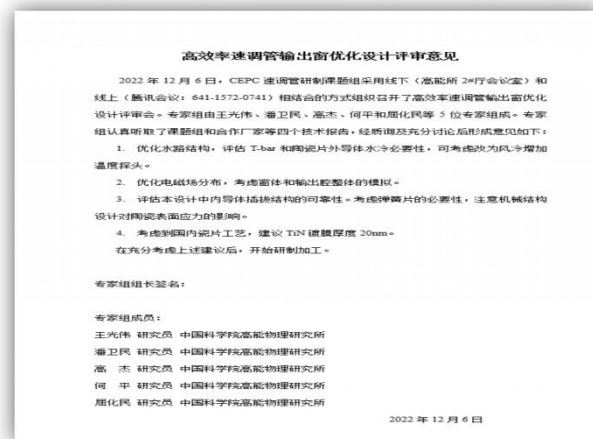 高效率速调管输出窗优化设计评审意见
2022 年 12 月 6 日，CEPC 速调管研制课题组采用线下（高能所 2#厅会议室）和
线上（腾讯会议：641-1572-0741）相结合的方式组织召开了高效率速调管输出窗优化
设计评审会。专家组由王光伟、潘卫民、高杰、何平和屈化民等 5 位专家组成。专家
组认真听取了课题组和合作厂家等四个技术报告，经质询及充分讨论后形成意见如下：
1. 优化水路结构，评估 T-bar 和陶瓷片外导体水冷必要性，可考虑改为风冷增加
温度探头。
2. 优化电磁场分布，考虑窗体和输出腔整体的模拟。
3. 评估本设计中内导体插拔结构的可靠性。考虑弹簧片的必要性，注意机械结构
设计对陶瓷表面应力的影响。
4. 考虑到国内瓷片工艺，建议 TiN 镀膜厚度 20nm。
在充分考虑上述建议后，开始研制加工。
专家组组长签名：
专家组成员：
王光伟 研究员 中国科学院高能物理研究所
潘卫民 研究员 中国科学院高能物理研究所
高 杰 研究员 中国科学院高能物理研究所
何 平 研究员 中国科学院高能物理研究所
屈化民 研究员 中国科学院高能物理研究所
2022 年 12 月 6 日